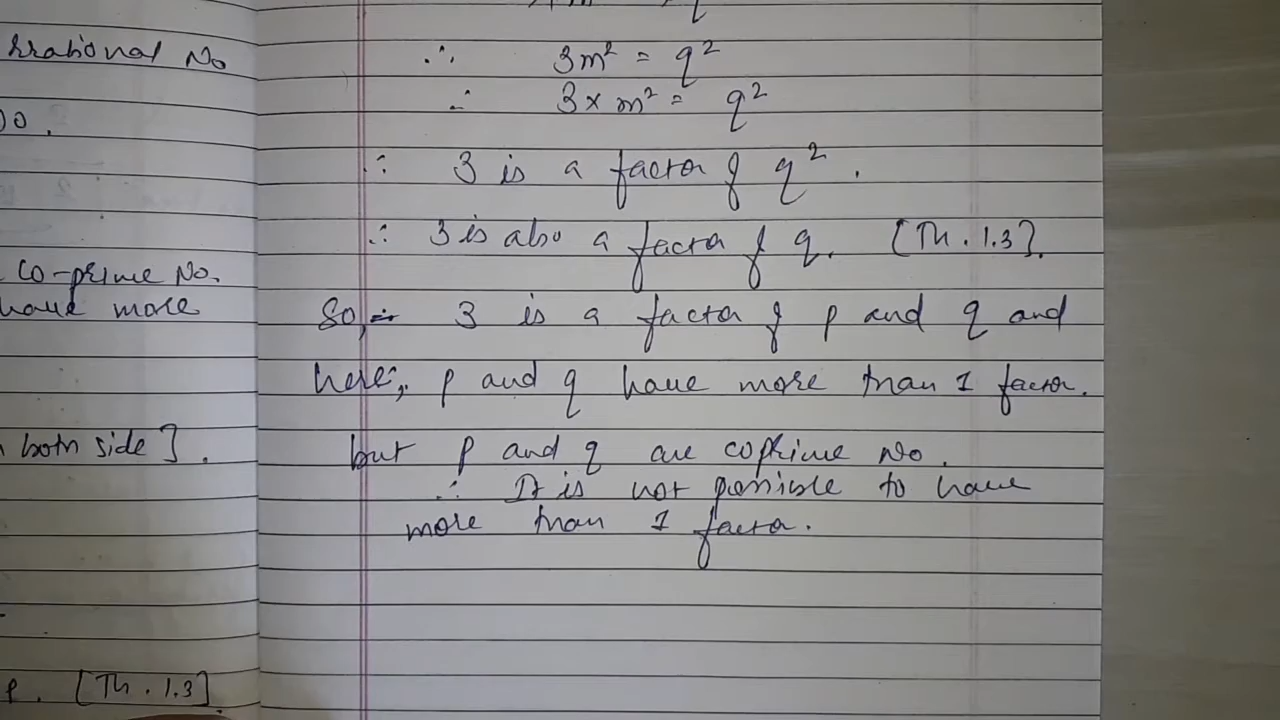 rrational No
No.
Co-prime No.
have more
both side].
p. [Th. 1.3]
∴ 3m² = q²
∴ 3 × m² = q²
∴ 3 is a factor of q².
∴ 3 is also a factor of q. [Th. 1.3].
So, 3 is a factor of p and q and
here, p and q have more than 1 factor.
but p and q are coprime No.
∴ It is not possible to have
more than 1 factor.